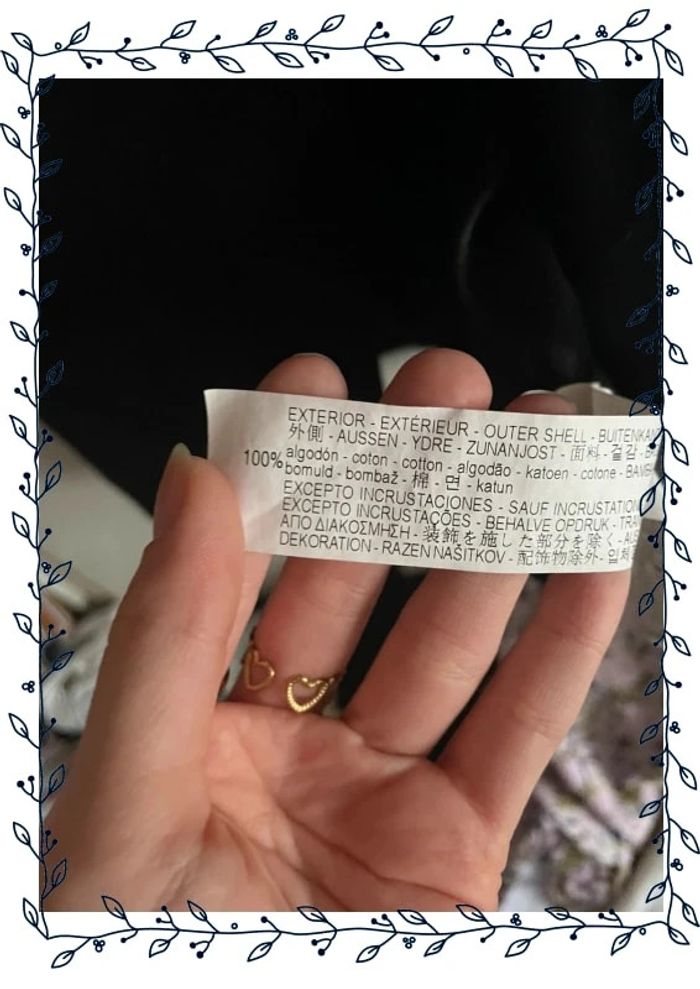 EXTERIOR - EXTÉRIEUR - OUTER SHELL -
外側 - AUSSEN - YDRE - ZUNANJOST - 面料 - 겉감 -
100% algodón - coton - cotton - algodão - katoen - cotone -
bomuld - bombaž - 棉 - 면 - katun
EXCEPTO INCRUSTACIONES - SAUF
EXCEPTO INCRUSTAÇÕES - BEHALVE OPDRUK -
ΑΠΟ ΔΙΑΚΟΣΜΗΣΗ - 装飾を施した部分を除く -
DEKORATION - RAZEN NAŠITKOV - 配饰物除外 -